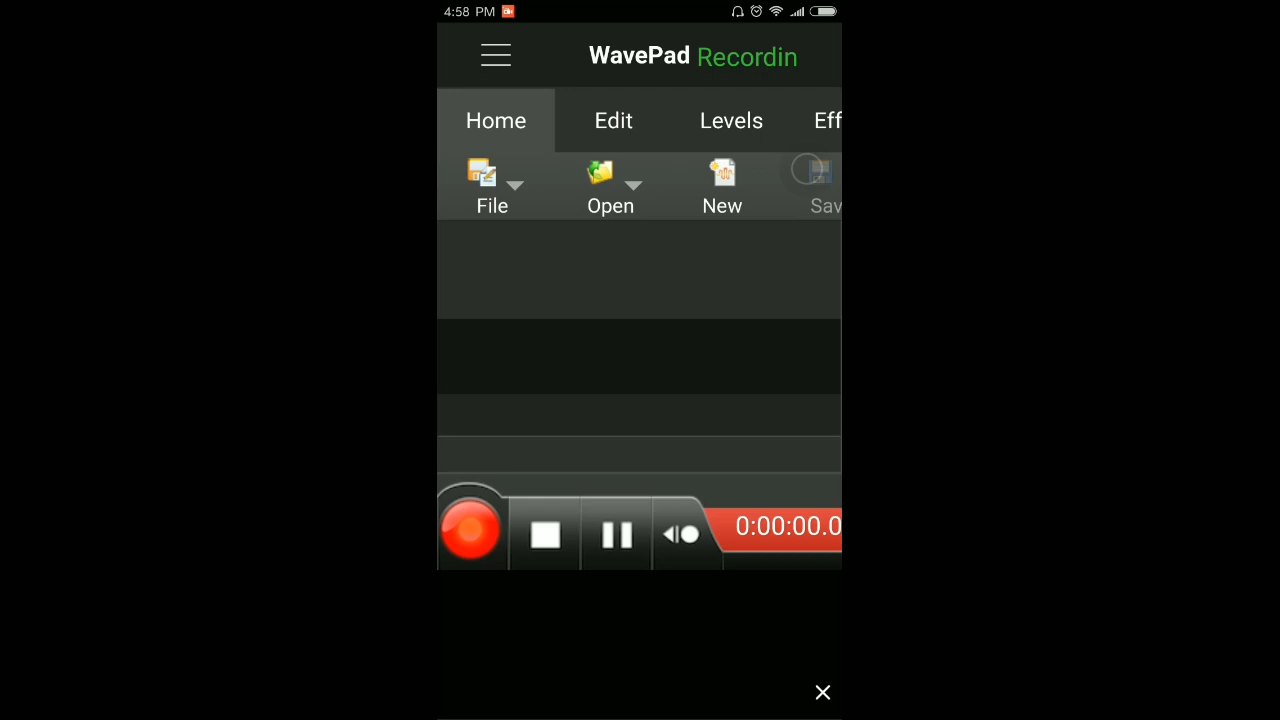 4:58 PM
WavePad Recordin
Home Edit Levels Eff
File Open New Sav
0:00:00.0